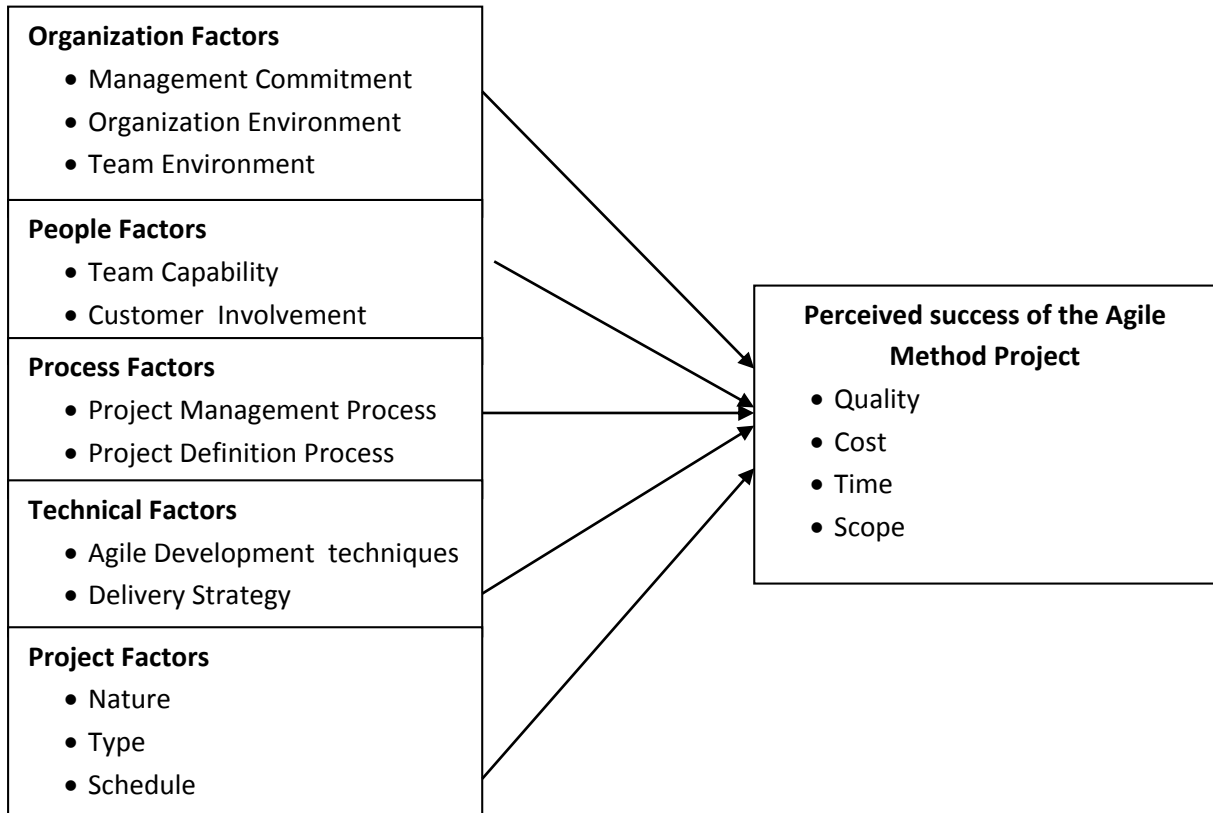 Organization Factors
• Management Commitment
• Organization Environment
• Team Environment
People Factors
• Team Capability
• Customer  Involvement
Process Factors
• Project Management Process
• Project Definition Process
Technical Factors
• Agile Development  techniques
• Delivery Strategy
Project Factors
• Nature
• Type
• Schedule
Perceived success of the Agile
Method Project
• Quality
• Cost
• Time
• Scope